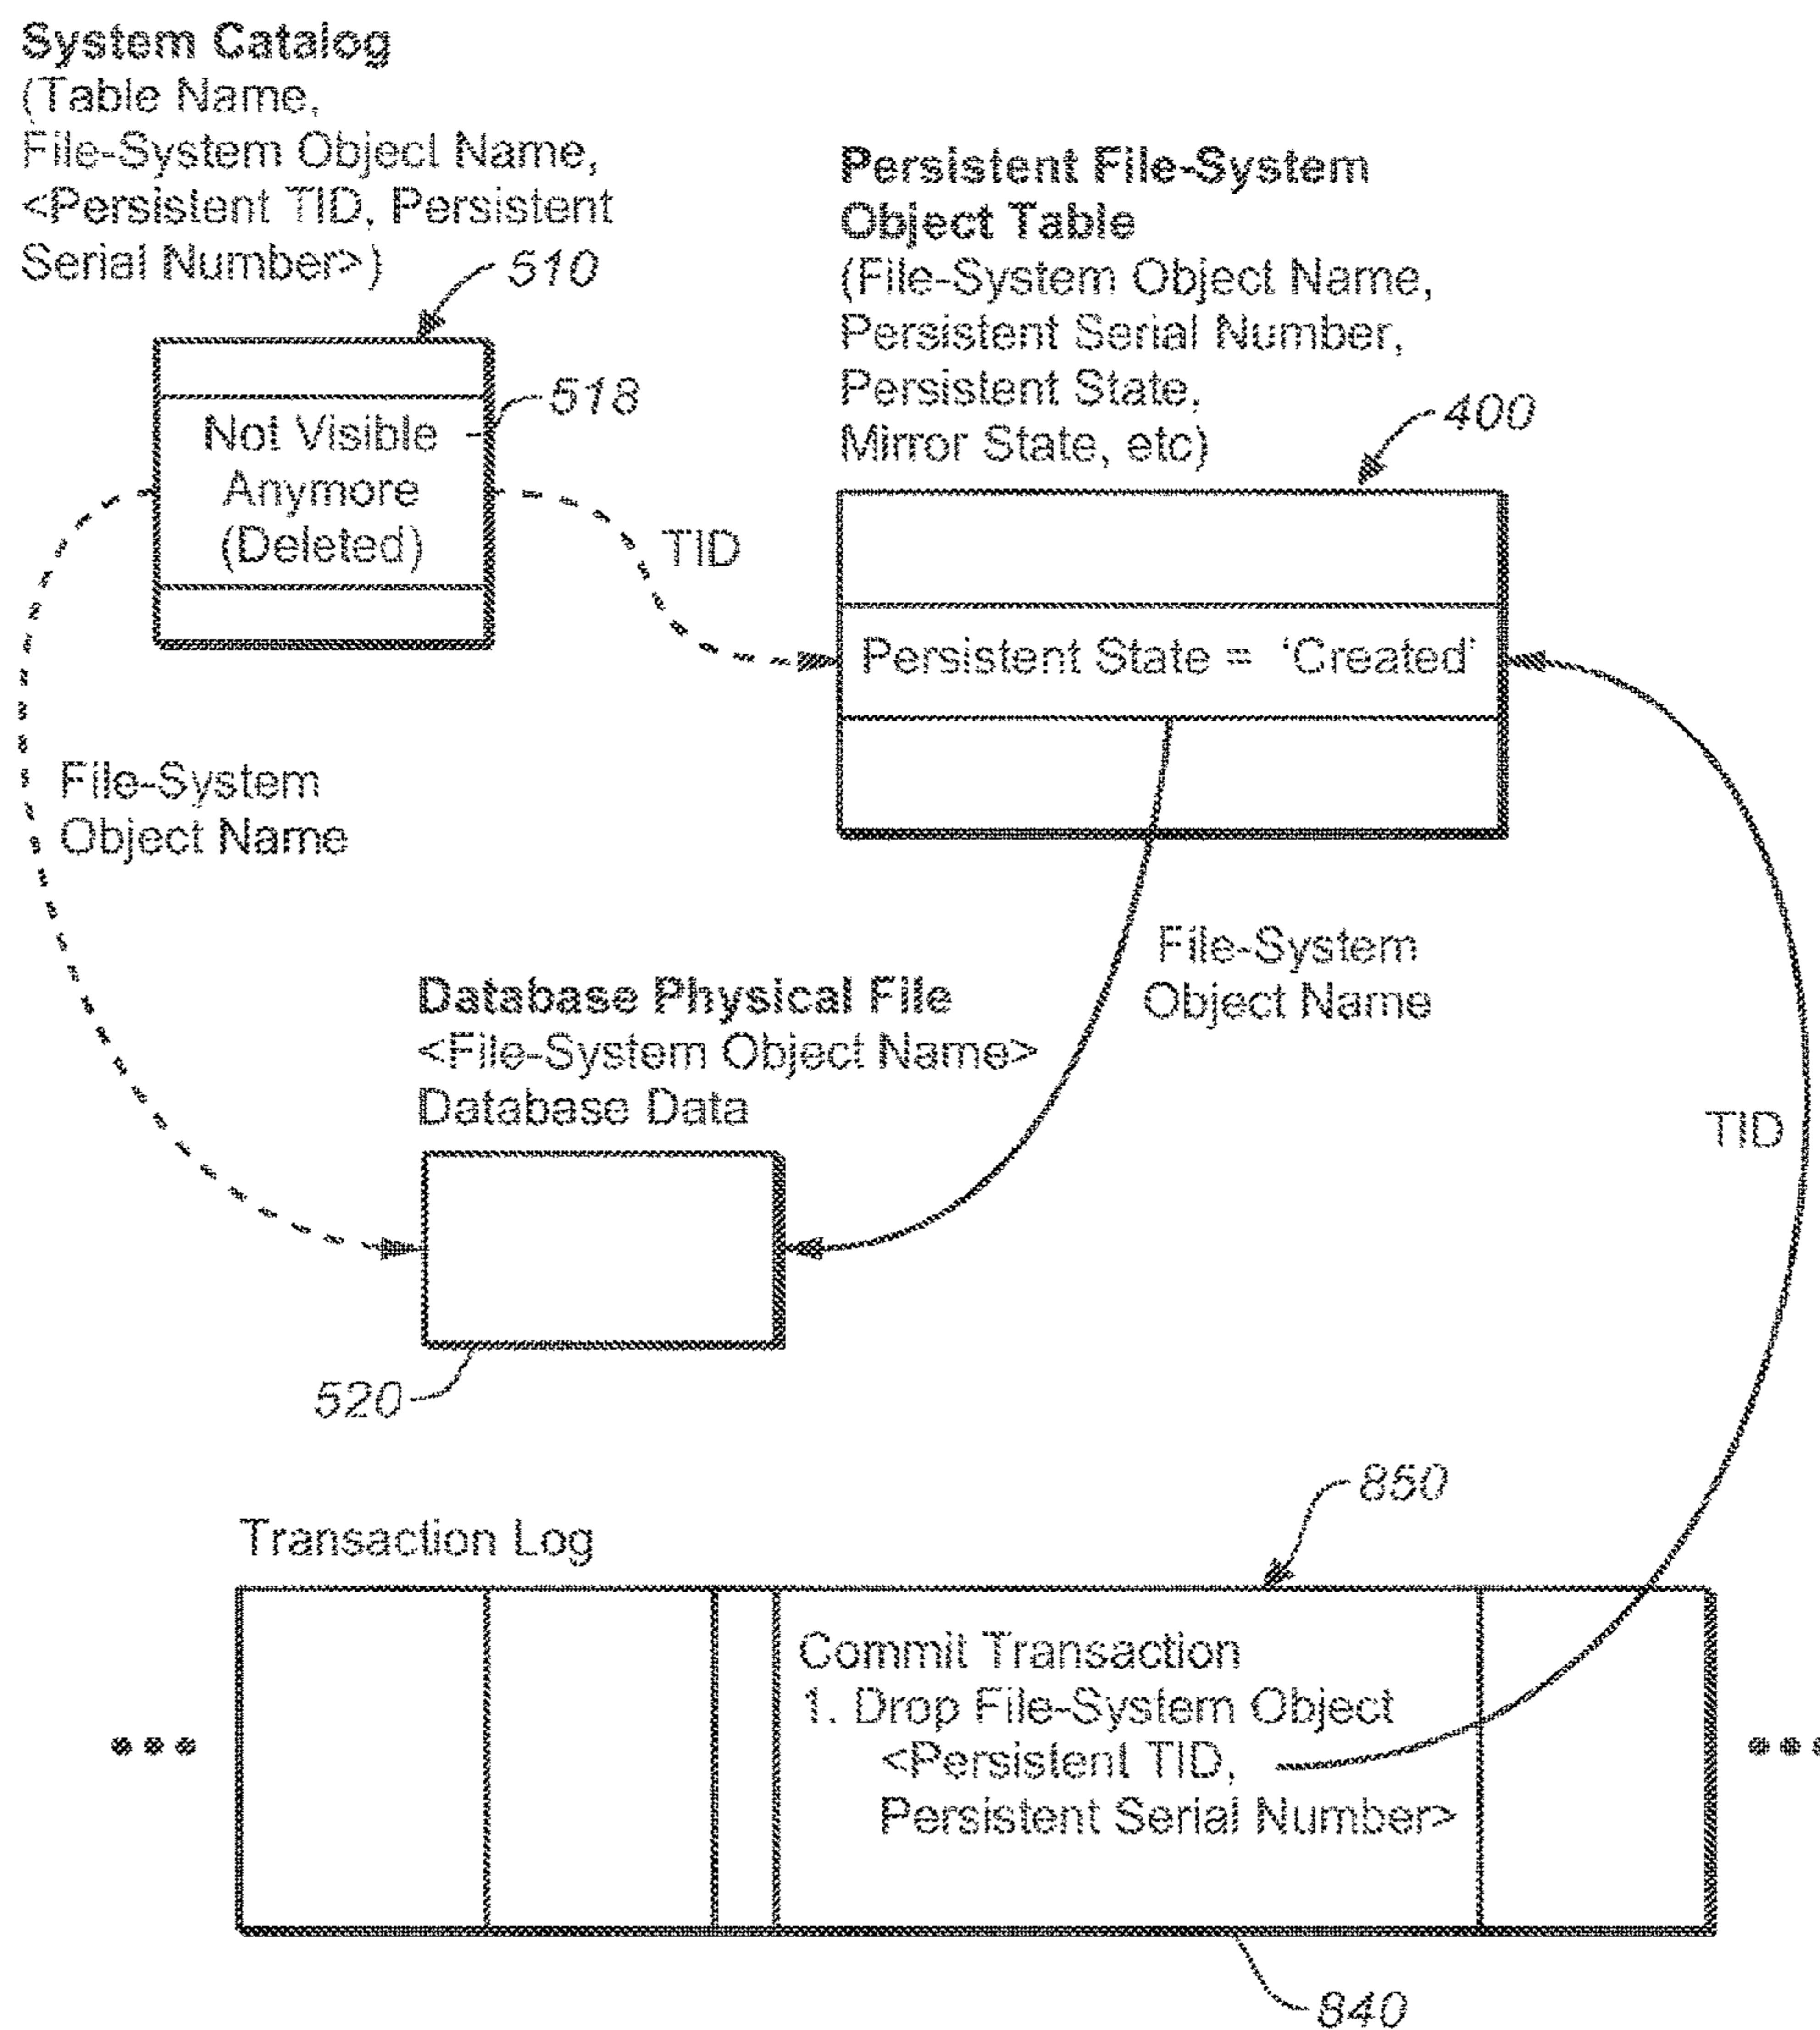 System Catalog
(Table Name,
File-System Object Name,
<Persistent TID, Persistent
Serial Number>)
510
518
Not Visible
Anymore
(Deleted)
TID
Persistent File-System
Object Table
(File-System Object Name,
Persistent Serial Number,
Persistent State,
Mirror State, etc)
400
Persistent State = 'Created'
File-System
Object Name
File-System
Object Name
Database Physical File
<File-System Object Name>
Database Data
520
TID
850
Transaction Log
Commit Transaction
1. Drop File-System Object
<Persistent TID,
Persistent Serial Number>
840